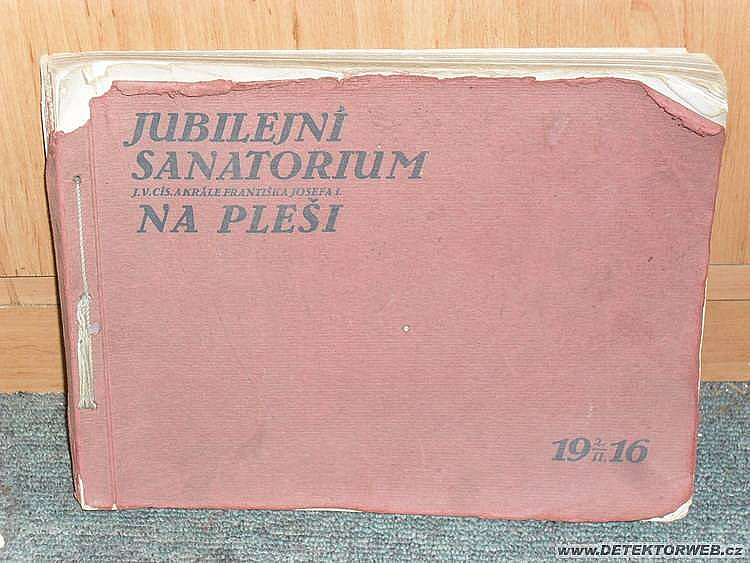 JUBILEJNÍ
SANATORIUM
J.V. CÍS. A KRÁLE FRANTIŠKA JOSEFA I.
NA PLEŠI
19 2./II. 16
www.DETEKTORWEB.cz